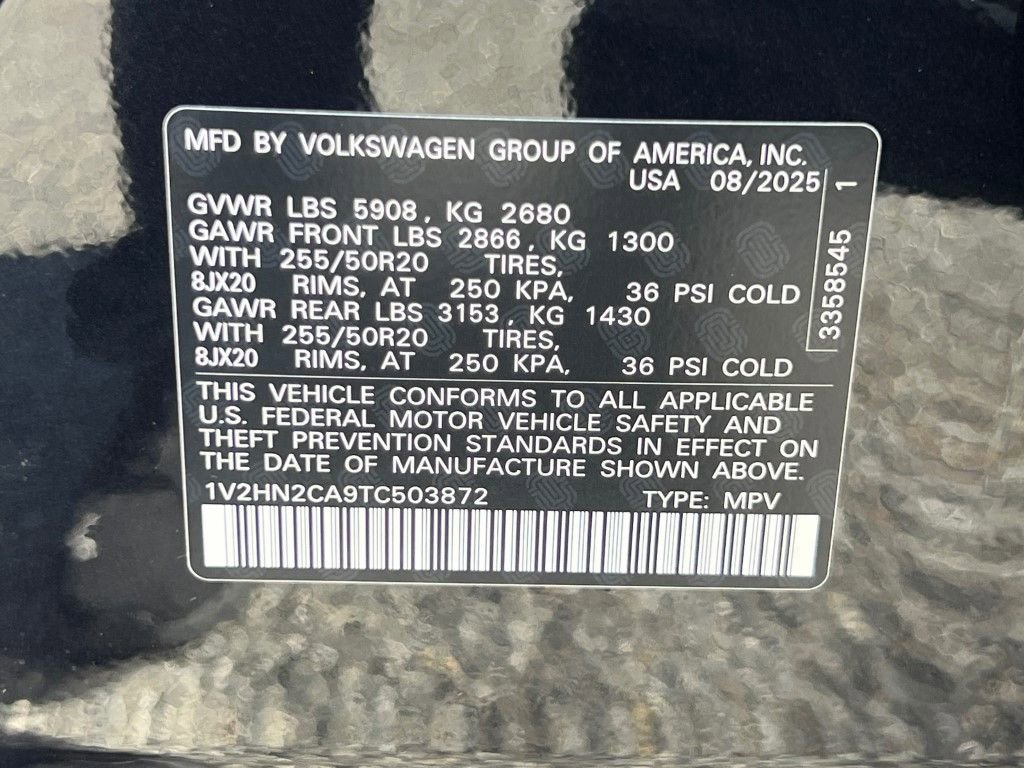 MFD BY VOLKSWAGEN GROUP OF AMERICA, INC.
USA 08/2025
GVWR LBS 5908, KG 2680
GAWR FRONT LBS 2866, KG 1300
WITH 255/50R20 TIRES,
8JX20 RIMS, AT 250 KPA, 36 PSI COLD
GAWR REAR LBS 3153, KG 1430
WITH 255/50R20 TIRES,
8JX20 RIMS, AT 250 KPA, 36 PSI COLD
3358545 1
THIS VEHICLE CONFORMS TO ALL APPLICABLE
U.S. FEDERAL MOTOR VEHICLE SAFETY AND
THEFT PREVENTION STANDARDS IN EFFECT ON
THE DATE OF MANUFACTURE SHOWN ABOVE.
1V2HN2CA9TC503872 TYPE: MPV